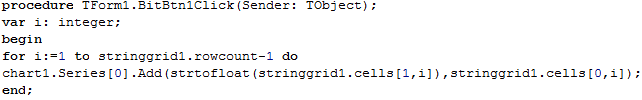 procedure TForm1.BitBtn1Click(Sender: TObject);
var i: integer;
begin
for i:=1 to stringgrid1.rowcount-1 do
chart1.Series[0].Add(strtofloat(stringgrid1.cells[1,i]),stringgrid1.cells[0,i]);
end;